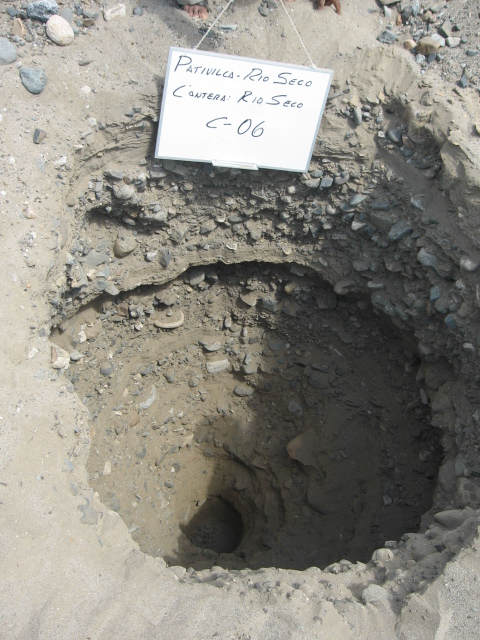 PATIVILCA-RIO SECO
CANTERA: RIO SECO
C-06